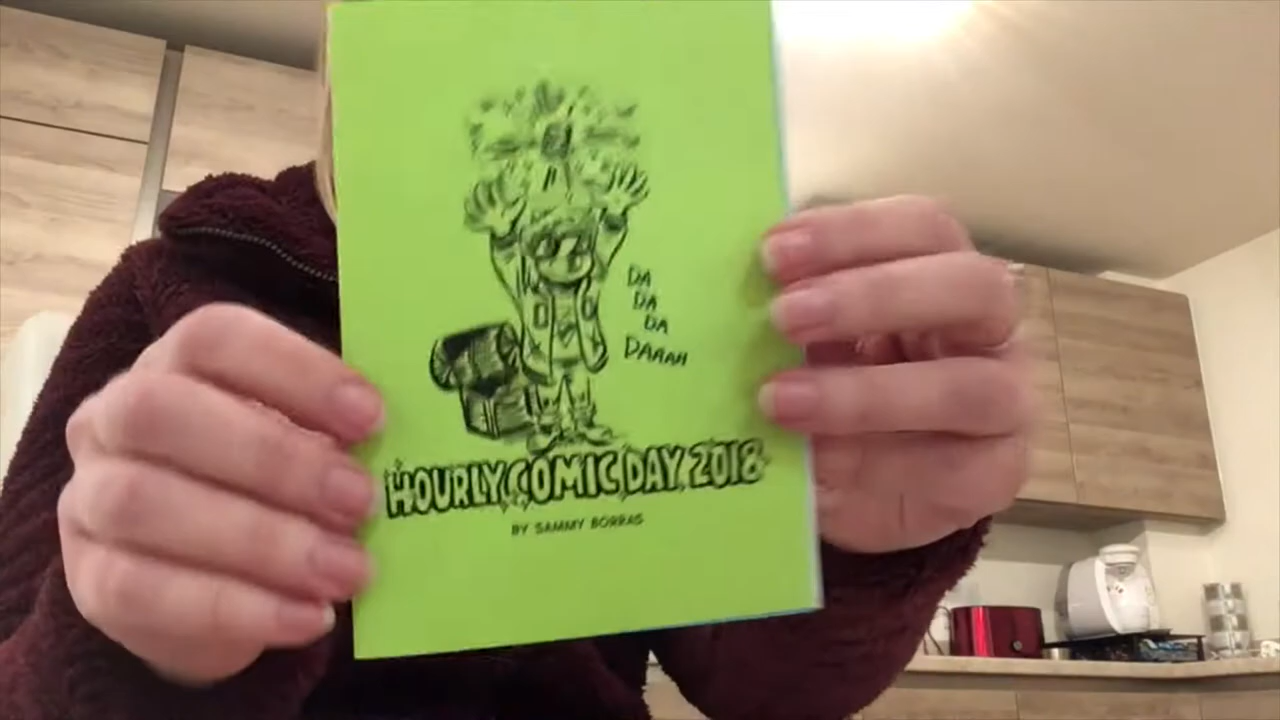 DA
DA
DA
DAAAH
HOURLY COMIC DAY 2018
BY SAMMY BORRAS